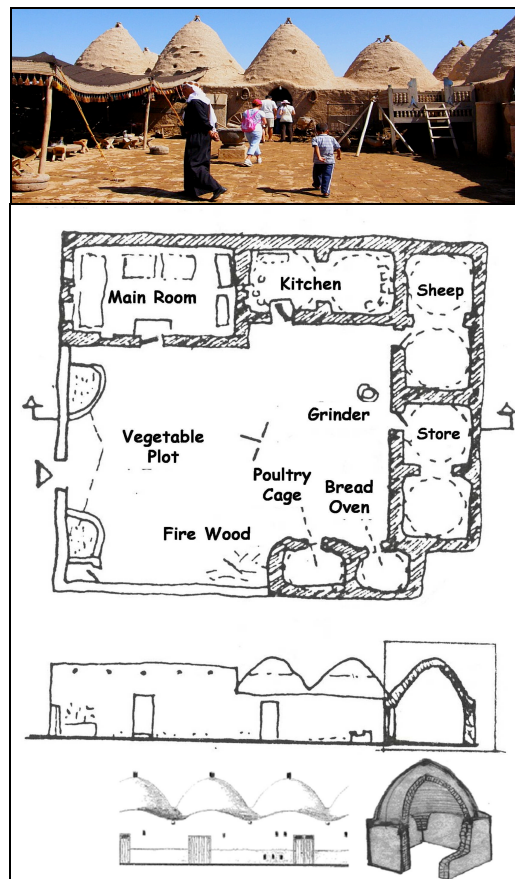 Main Room
Kitchen
Sheep
Grinder
Store
Vegetable
Plot
Poultry
Cage
Bread
Oven
Fire Wood